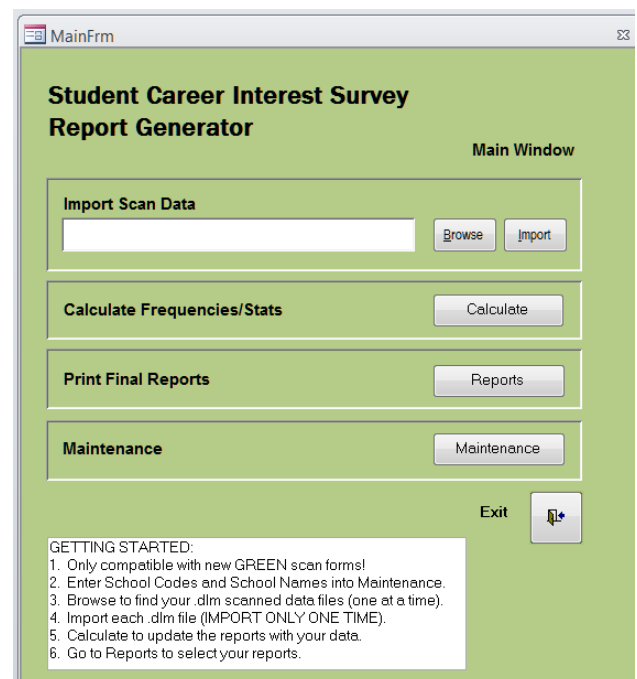 MainFrm
Student Career Interest Survey
Report Generator
Main Window
Import Scan Data
Browse
Import
Calculate Frequencies/Stats
Calculate
Print Final Reports
Reports
Maintenance
Maintenance
Exit
GETTING STARTED:
1. Only compatible with new GREEN scan forms!
2. Enter School Codes and School Names into Maintenance.
3. Browse to find your .dlm scanned data files (one at a time).
4. Import each .dlm file (IMPORT ONLY ONE TIME).
5. Calculate to update the reports with your data.
6. Go to Reports to select your reports.